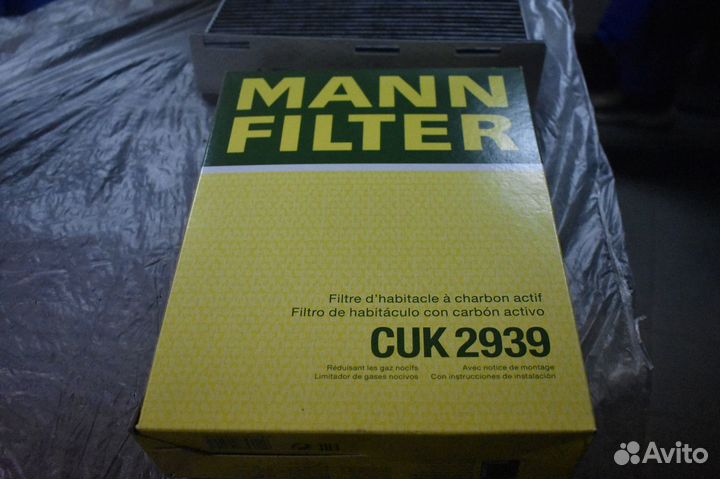 MANN
FILTER
Filtre d'habitacle à charbon actif
Filtro de habitáculo con carbón activo
CUK 2939
Réduisant les gaz nocifs
Limitador de gases nocivos
Avec notice de montage
Con instrucciones de instalación
Avito